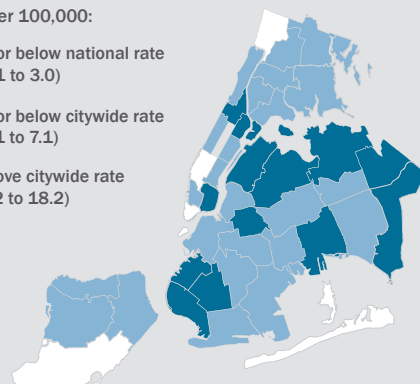 er 100,000:
or below national rate
1 to 3.0)
or below citywide rate
1 to 7.1)
ove citywide rate
2 to 18.2)